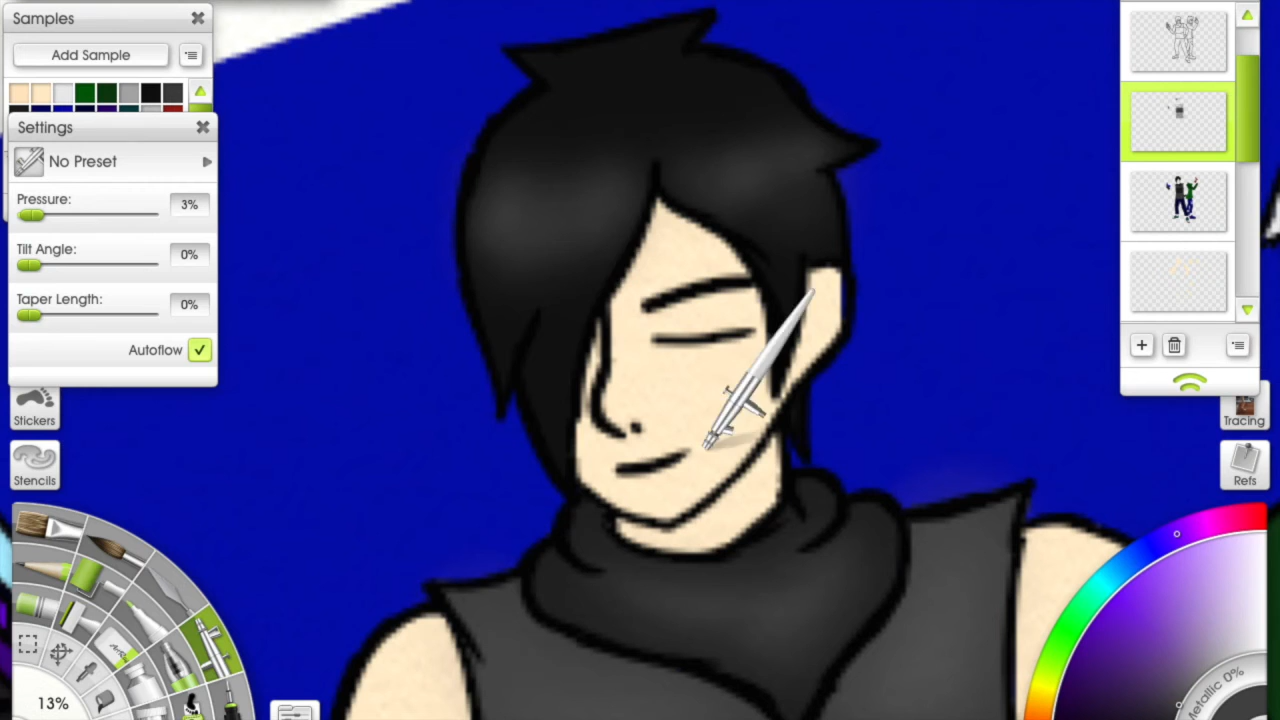 Samples
Add Sample
Settings
No Preset
Pressure:
3%
Tilt Angle:
0%
Taper Length:
0%
Autoflow
Stickers
Stencils
13%
Tracing
Refs
Metallic 0%